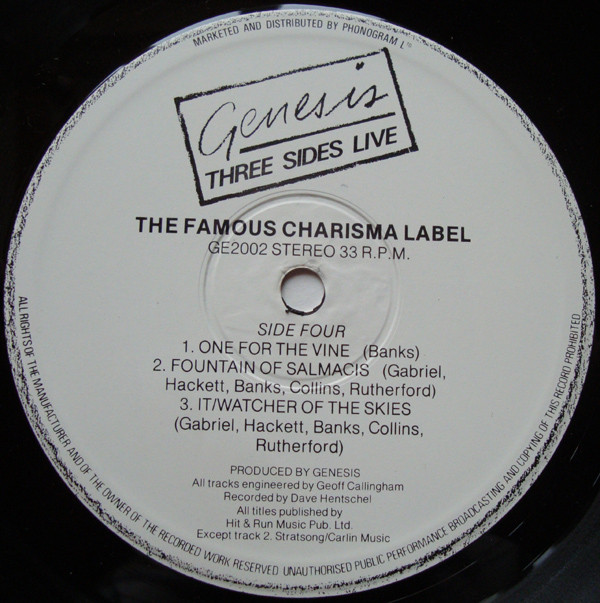 MARKETED AND DISTRIBUTED BY PHONOGRAM LTD
Genesis
THREE SIDES LIVE
THE FAMOUS CHARISMA LABEL
GE2002 STEREO 33 R.P.M.
SIDE FOUR
1. ONE FOR THE VINE (Banks)
2. FOUNTAIN OF SALMACIS (Gabriel,
Hackett, Banks, Collins, Rutherford)
3. IT/WATCHER OF THE SKIES
(Gabriel, Hackett, Banks, Collins,
Rutherford)
PRODUCED BY GENESIS
All tracks engineered by Geoff Callingham
Recorded by Dave Hentschel
All titles published by
Hit & Run Music Pub. Ltd.
Except track 2. Stratsong/Carlin Music
ALL RIGHTS OF THE MANUFACTURER AND OF THE OWNER OF THE RECORDED WORK RESERVED UNAUTHORISED PUBLIC PERFORMANCE BROADCASTING AND COPYING OF THIS RECORD PROHIBITED